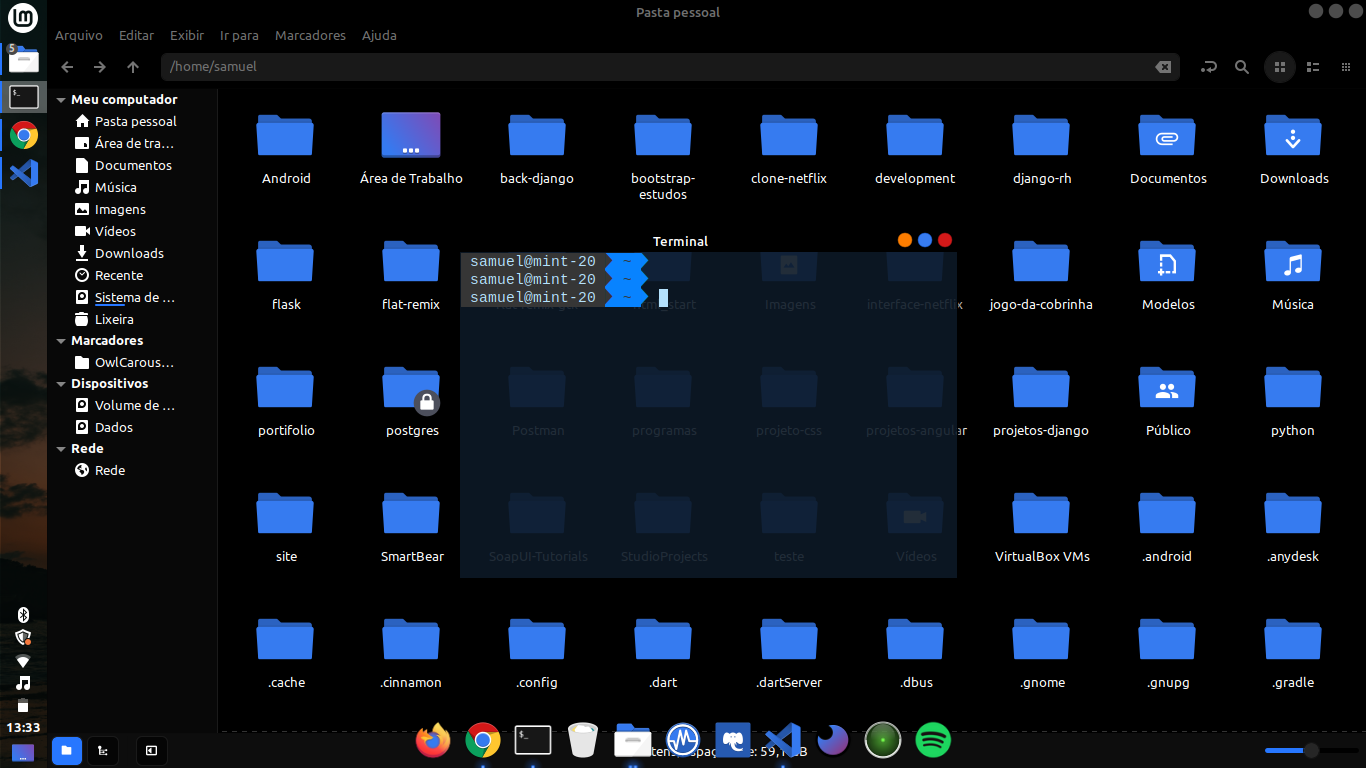 Pasta pessoal
Arquivo Editar Exibir Ir para Marcadores Ajuda
/home/samuel
5
Meu computador
Pasta pessoal
Área de tra...
Documentos
Música
Imagens
Vídeos
Downloads
Recente
Sistema de ...
Lixeira
Marcadores
OwlCarous...
Dispositivos
Volume de ...
Dados
Rede
Rede
Android Área de Trabalho back-django bootstrap- clone-netflix development django-rh Documentos Downloads
estudos
Terminal
samuel@mint-20 ~
samuel@mint-20 ~
samuel@mint-20 ~
flask flat-remix Imagens interface-netflix jogo-da-cobrinha Modelos Música
portifolio postgres Postman programas projeto-css projetos-angular projetos-django Público python
site SmartBear SoapUI-Tutorials StudioProjects teste Vídeos VirtualBox VMs .android .anydesk
.cache .cinnamon .config .dart .dartServer .dbus .gnome .gnupg .gradle
13:33